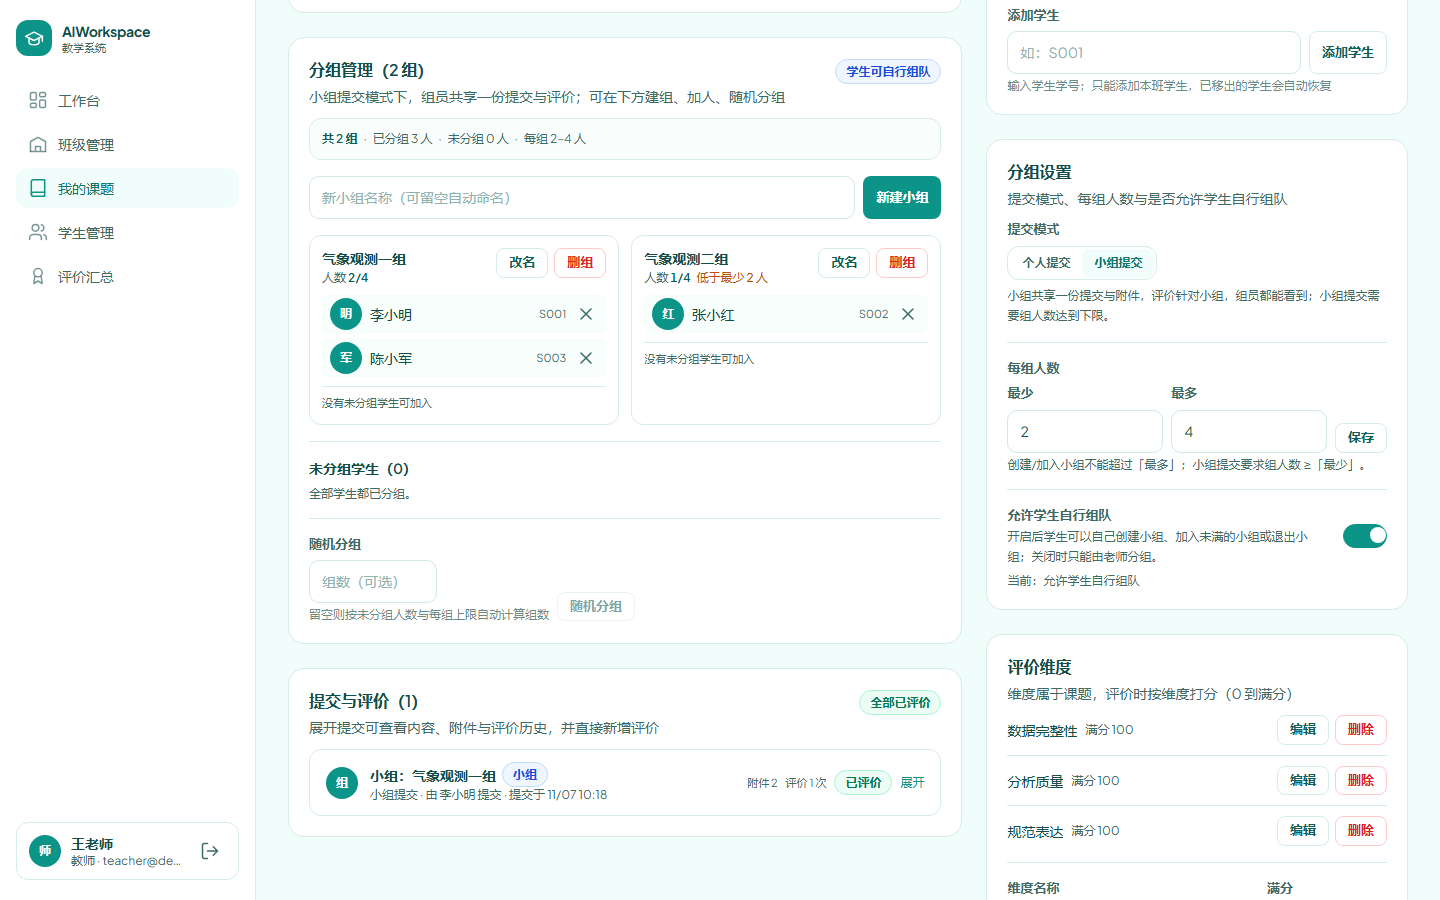 AIWorkspace
教学系统
工作台
班级管理
我的课题
学生管理
评价汇总
师
王老师
教师 · teacher@de...
分组管理（2 组）
学生可自行组队
小组提交模式下，组员共享一份提交与评价；可在下方建组、加人、随机分组
共 2 组 · 已分组 3 人 · 未分组 0 人 · 每组 2–4 人
新小组名称（可留空自动命名）
新建小组
气象观测一组
改名
删组
人数 2/4
明
李小明
S001
军
陈小军
S003
没有未分组学生可加入
气象观测二组
改名
删组
人数 1/4 低于最少 2 人
红
张小红
S002
没有未分组学生可加入
未分组学生（0）
全部学生都已分组。
随机分组
组数（可选）
留空则按未分组人数与每组上限自动计算组数
随机分组
提交与评价（1）
全部已评价
展开提交可查看内容、附件与评价历史，并直接新增评价
组
小组：气象观测一组
小组
小组提交 · 由 李小明 提交 · 提交于 11/07 10:18
附件 2
评价 1 次
已评价
展开
添加学生
如：S001
添加学生
输入学生学号；只能添加本班学生，已移出的学生会自动恢复
分组设置
提交模式、每组人数与是否允许学生自行组队
提交模式
个人提交
小组提交
小组共享一份提交与附件，评价针对小组，组员都能看到；小组提交需
要组人数达到下限。
每组人数
最少
最多
2
4
保存
创建/加入小组不能超过「最多」；小组提交要求组人数 ≥「最少」。
允许学生自行组队
开启后学生可以自己创建小组、加入未满的小组或退出小
组；关闭时只能由老师分组。
当前：允许学生自行组队
评价维度
维度属于课题，评价时按维度打分（0 到满分）
数据完整性 满分 100
编辑
删除
分析质量 满分 100
编辑
删除
规范表达 满分 100
编辑
删除
维度名称
满分